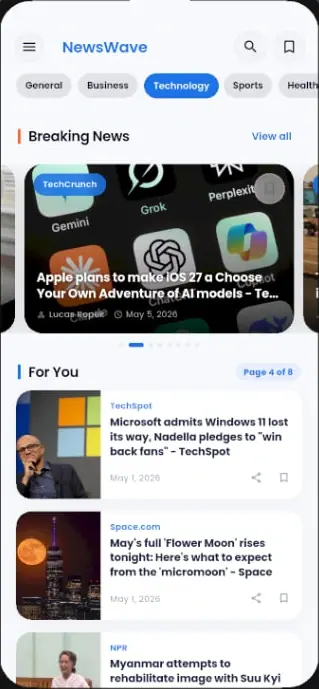 NewsWave
General
Business
Technology
Sports
Health
Breaking News
View all
TechCrunch
Gemini
Grok
Perplexit
Copilot
Apple plans to make iOS 27 a Choose
Your Own Adventure of AI models - Te...
Lucas Ropek
May 5, 2026
For You
Page 4 of 8
TechSpot
Microsoft admits Windows 11 lost
its way, Nadella pledges to "win
back fans" - TechSpot
May 1, 2026
Space.com
May's full 'Flower Moon' rises
tonight: Here's what to expect
from the 'micromoon' - Space
May 1, 2026
NPR
Myanmar attempts to
rehabilitate image with Suu Kyi